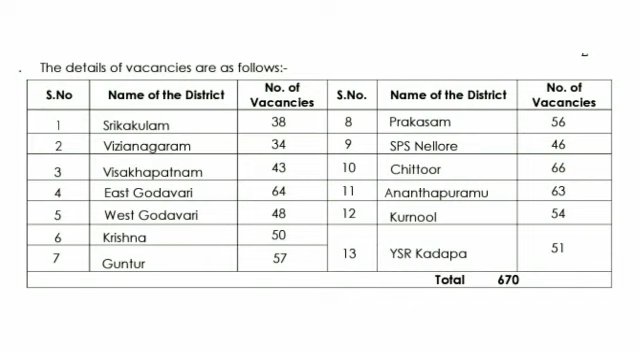 . The details of vacancies are as follows:-
S.No Name of the District No. of Vacancies S.No. Name of the District No. of Vacancies
1 Srikakulam 38 8 Prakasam 56
2 Vizianagaram 34 9 SPS Nellore 46
3 Visakhapatnam 43 10 Chittoor 66
4 East Godavari 64 11 Ananthapuramu 63
5 West Godavari 48 12 Kurnool 54
6 Krishna 50 13 YSR Kadapa 51
7 Guntur 57
Total 670